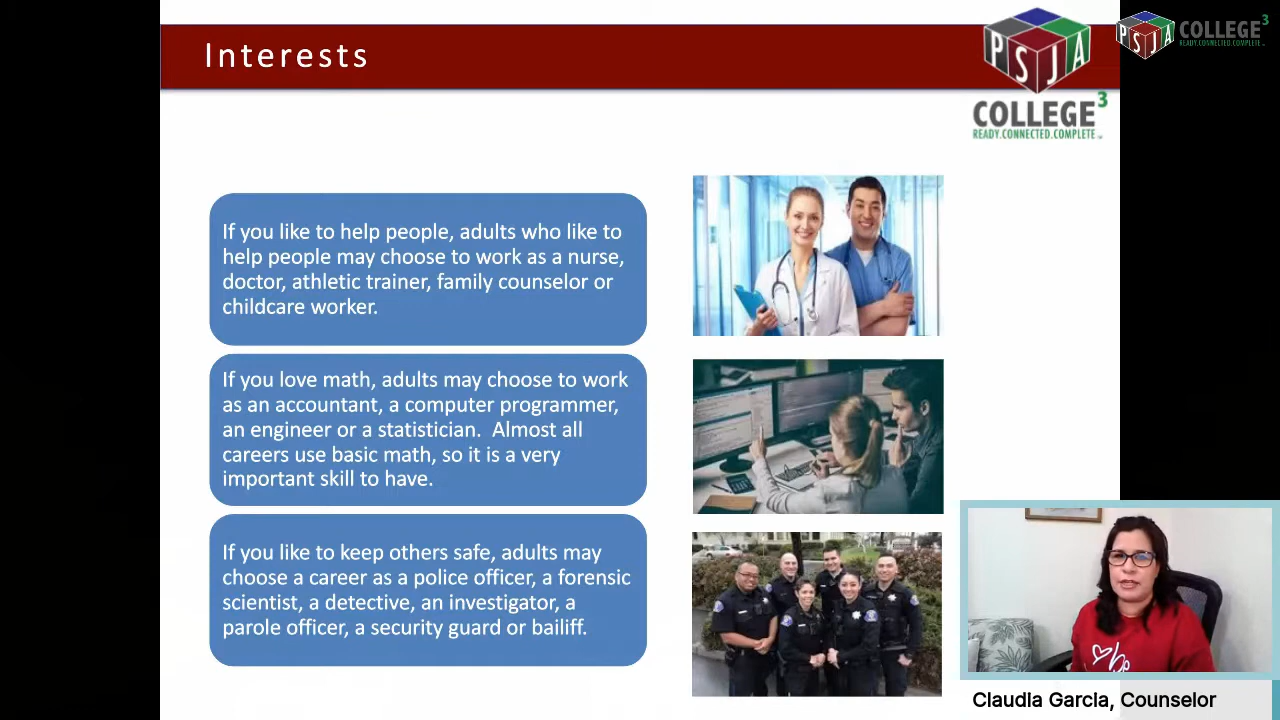 Interests
PSJA
COLLEGE³
READY.CONNECTED.COMPLETE
PSJA
COLLEGE³
READY.CONNECTED.COMPLETE
If you like to help people, adults who like to
help people may choose to work as a nurse,
doctor, athletic trainer, family counselor or
childcare worker.
If you love math, adults may choose to work
as an accountant, a computer programmer,
an engineer or a statistician.  Almost all
careers use basic math, so it is a very
important skill to have.
If you like to keep others safe, adults may
choose a career as a police officer, a forensic
scientist, a detective, an investigator, a
parole officer, a security guard or bailiff.
be
Claudia Garcia, Counselor